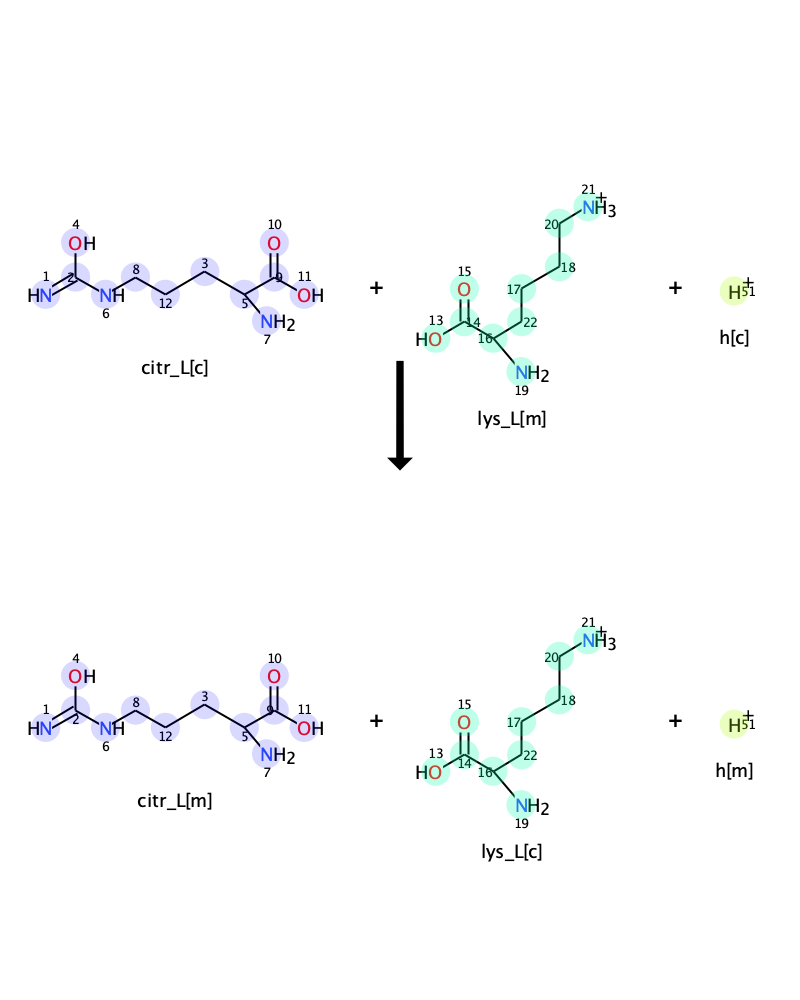 4 10 21
OH O NH3+
1 2 8 3 9 11 20
HN NH OH 15 18
6 12 5 O 17
NH2 13 14 22
7 HO 16
+ + H+ 51
citr_L[c] NH2 h[c]
19
lys_L[m]
4 10 21
OH O NH3+
1 2 8 3 9 11 20
HN NH OH 15 18
6 12 5 O 17
NH2 13 14 22
7 HO 16
+ + H+ 51
citr_L[m] NH2 h[m]
19
lys_L[c]